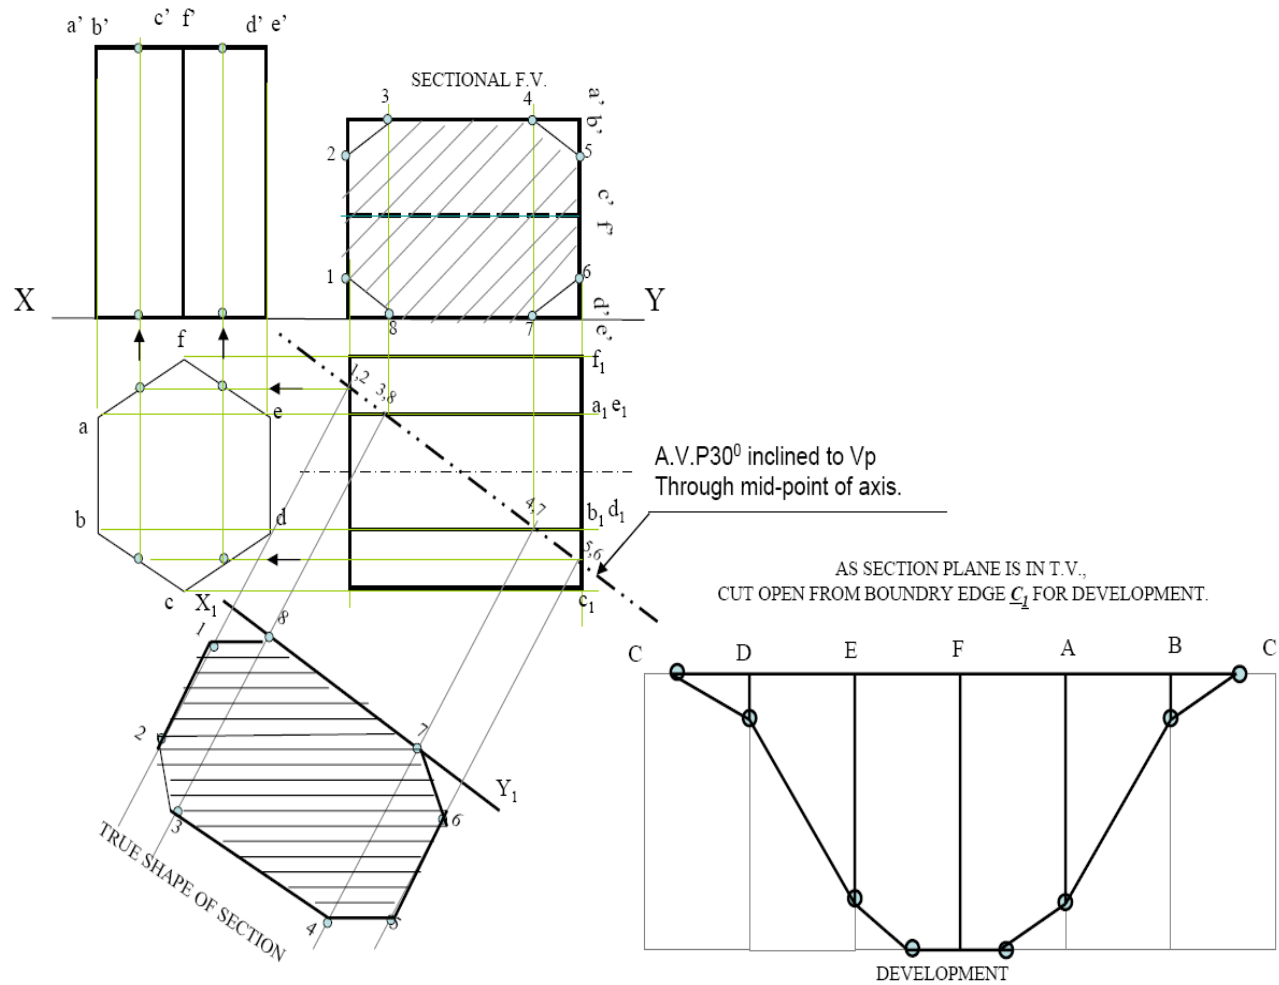 a’ b’ c’ f’ d’ e’
SECTIONAL F.V.
3 4
a’
b’
2 5
c’
f’
1 6
d’
e’
X Y
8 7
f
1,2
3,8
f1
a e
a1 e1
A.V.P30⁰ inclined to Vp
Through mid-point of axis.
4,7
b d
b1 d1
5,6
c
c1
AS SECTION PLANE IS IN T.V.,
CUT OPEN FROM BOUNDRY EDGE C1 FOR DEVELOPMENT.
X1
8
1
C D E F A B C
2
7
Y1
6
3
4 5
TRUE SHAPE OF SECTION
DEVELOPMENT